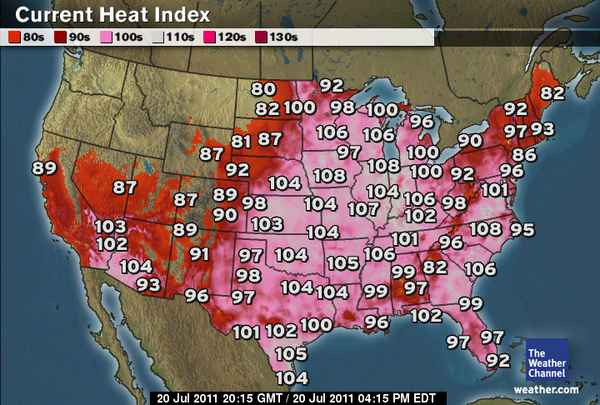 Current Heat Index
80s 90s 100s 110s 120s 130s
80 92
82 100 98 100 82
96 92
106 106 97 93
81 87 97 100 90
89 87 92 108 100 86
104 108 92 96
87 87 89 98 104 104 106 98 101
90 107 102
103 89 103 108 95
102 104 101 96
91 97 104 106
104 98 105 99 82 106
93 96 97 104 104 99 97
99
101 102 100 96 102
97 97
105 92
104
The
Weather
Channel
weather.com
20 Jul 2011 20:15 GMT / 20 Jul 2011 04:15 PM EDT